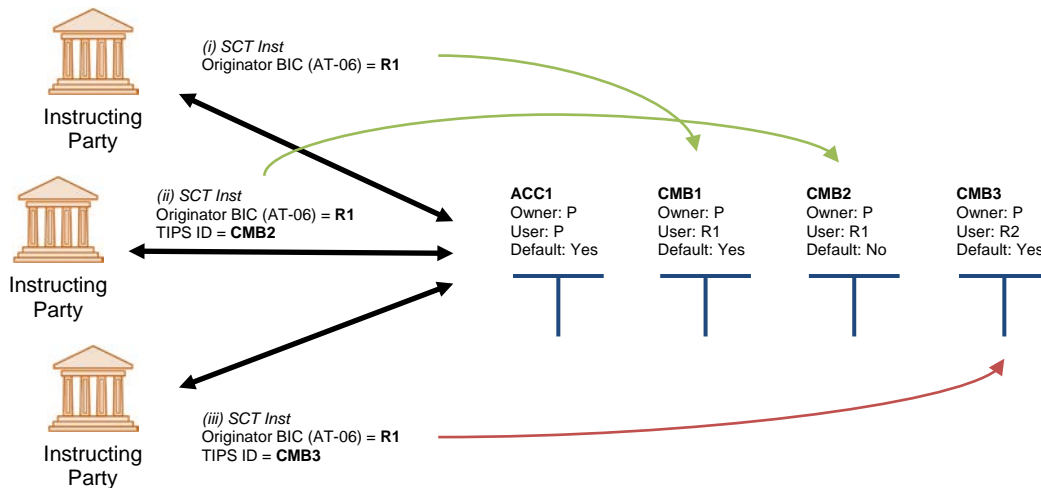 (i) SCT Inst
Originator BIC (AT-06) = R1
Instructing
Party
(ii) SCT Inst
Originator BIC (AT-06) = R1
TIPS ID = CMB2
Instructing
Party
ACC1
Owner: P
User: P
Default: Yes
CMB1
Owner: P
User: R1
Default: Yes
CMB2
Owner: P
User: R1
Default: No
CMB3
Owner: P
User: R2
Default: Yes
(iii) SCT Inst
Originator BIC (AT-06) = R1
TIPS ID = CMB3
Instructing
Party